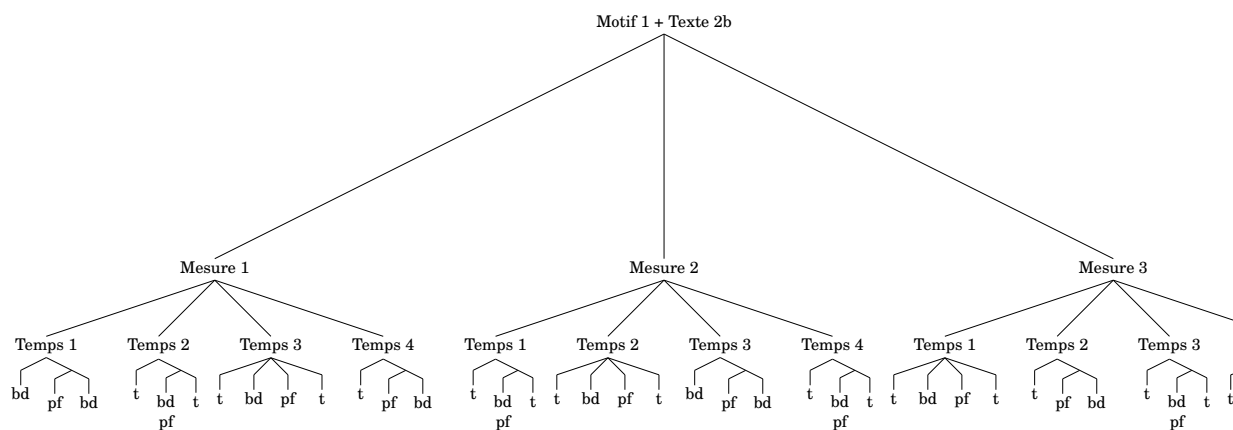 Motif 1 + Texte 2b
Mesure 1 Mesure 2 Mesure 3
Temps 1 Temps 2 Temps 3 Temps 4 Temps 1 Temps 2 Temps 3 Temps 4 Temps 1 Temps 2 Temps 3
bd pf bd t bd t t bd pf t t pf bd t bd t t bd pf t bd pf bd t bd t t bd pf t t pf bd t bd t t
pf pf pf pf